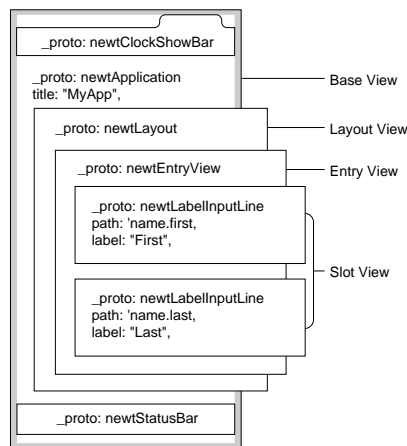 _proto: newtClockShowBar
_proto: newtApplication
title: "MyApp",
Base View
_proto: newtLayout
Layout View
_proto: newtEntryView
Entry View
_proto: newtLabelInputLine
path: 'name.first,
label: "First",
Slot View
_proto: newtLabelInputLine
path: 'name.last,
label: "Last",
_proto: newtStatusBar